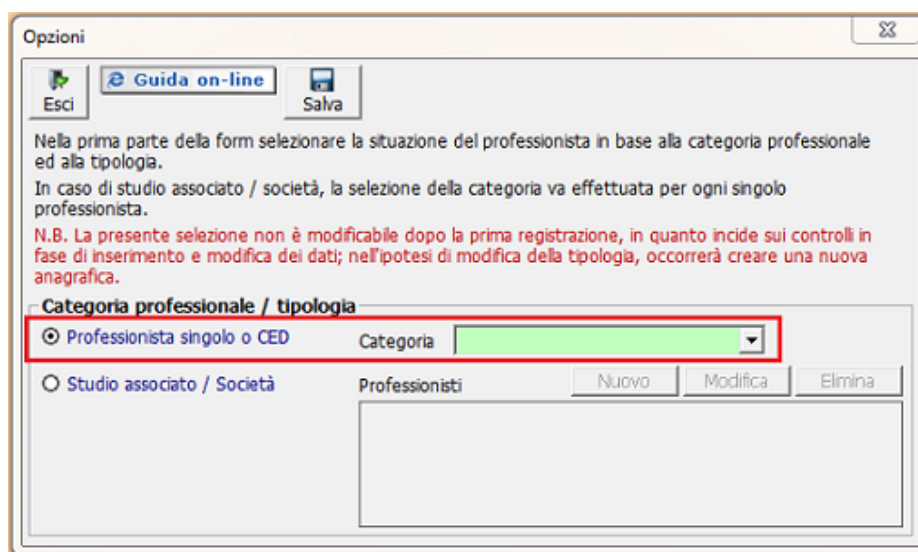 Opzioni
Esci
Guida on-line
Salva
Nella prima parte della form selezionare la situazione del professionista in base alla categoria professionale
ed alla tipologia.
In caso di studio associato / società, la selezione della categoria va effettuata per ogni singolo
professionista.
N.B. La presente selezione non è modificabile dopo la prima registrazione, in quanto incide sui controlli in
fase di inserimento e modifica dei dati; nell'ipotesi di modifica della tipologia, occorrerà creare una nuova
anagrafica.
Categoria professionale / tipologia
Professionista singolo o CED
Categoria
Studio associato / Società
Professionisti
Nuovo
Modifica
Elimina